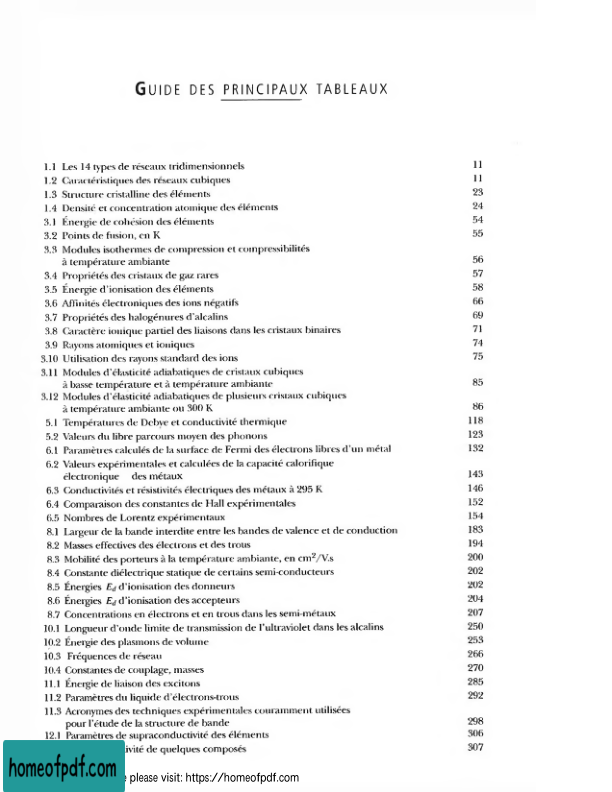 GUIDE DES PRINCIPAUX TABLEAUX
1.1 Les 14 types de réseaux tridimensionnels 11
1.2 Caractéristiques des réseaux cubiques 11
1.3 Structure cristalline des éléments 23
1.4 Densité et concentration atomique des éléments 24
3.1 Énergie de cohésion des éléments 54
3.2 Points de fusion, en K 55
3.3 Modules isothermes de compression et compressibilités
à température ambiante 56
3.4 Propriétés des cristaux de gaz rares 57
3.5 Énergie d'ionisation des éléments 58
3.6 Affinités électroniques des ions négatifs 66
3.7 Propriétés des halogénures d'alcalins 69
3.8 Caractère ionique partiel des liaisons dans les cristaux binaires 71
3.9 Rayons atomiques et ioniques 74
3.10 Utilisation des rayons standard des ions 75
3.11 Modules d'élasticité adiabatiques de cristaux cubiques
à basse température et à température ambiante 85
3.12 Modules d'élasticité adiabatiques de plusieurs cristaux cubiques
à température ambiante ou 300 K 86
5.1 Températures de Debye et conductivité thermique 118
5.2 Valeurs du libre parcours moyen des phonons 123
6.1 Paramètres calculés de la surface de Fermi des électrons libres d'un métal 132
6.2 Valeurs expérimentales et calculées de la capacité calorifique
électronique des métaux 143
6.3 Conductivités et résistivités électriques des métaux à 295 K 146
6.4 Comparaison des constantes de Hall expérimentales 152
6.5 Nombres de Lorentz expérimentaux 154
8.1 Largeur de la bande interdite entre les bandes de valence et de conduction 183
8.2 Masses effectives des électrons et des trous 194
8.3 Mobilité des porteurs à la température ambiante, en cm²/V.s 200
8.4 Constante diélectrique statique de certains semi-conducteurs 202
8.5 Énergies E_d d'ionisation des donneurs 202
8.6 Énergies E_d d'ionisation des accepteurs 204
8.7 Concentrations en électrons et en trous dans les semi-métaux 207
10.1 Longueur d'onde limite de transmission de l'ultraviolet dans les alcalins 250
10.2 Énergie des plasmons de volume 253
10.3 Fréquences de réseau 266
10.4 Constantes de couplage, masses 270
11.1 Énergie de liaison des excitons 285
11.2 Paramètres du liquide d'électrons-trous 292
11.3 Acronymes des techniques expérimentales couramment utilisées
pour l'étude de la structure de bande 298
12.1 Paramètres de supraconductivité des éléments 306
ivité de quelques composés 307
homeofpdf.com
please visit: https://homeofpdf.com